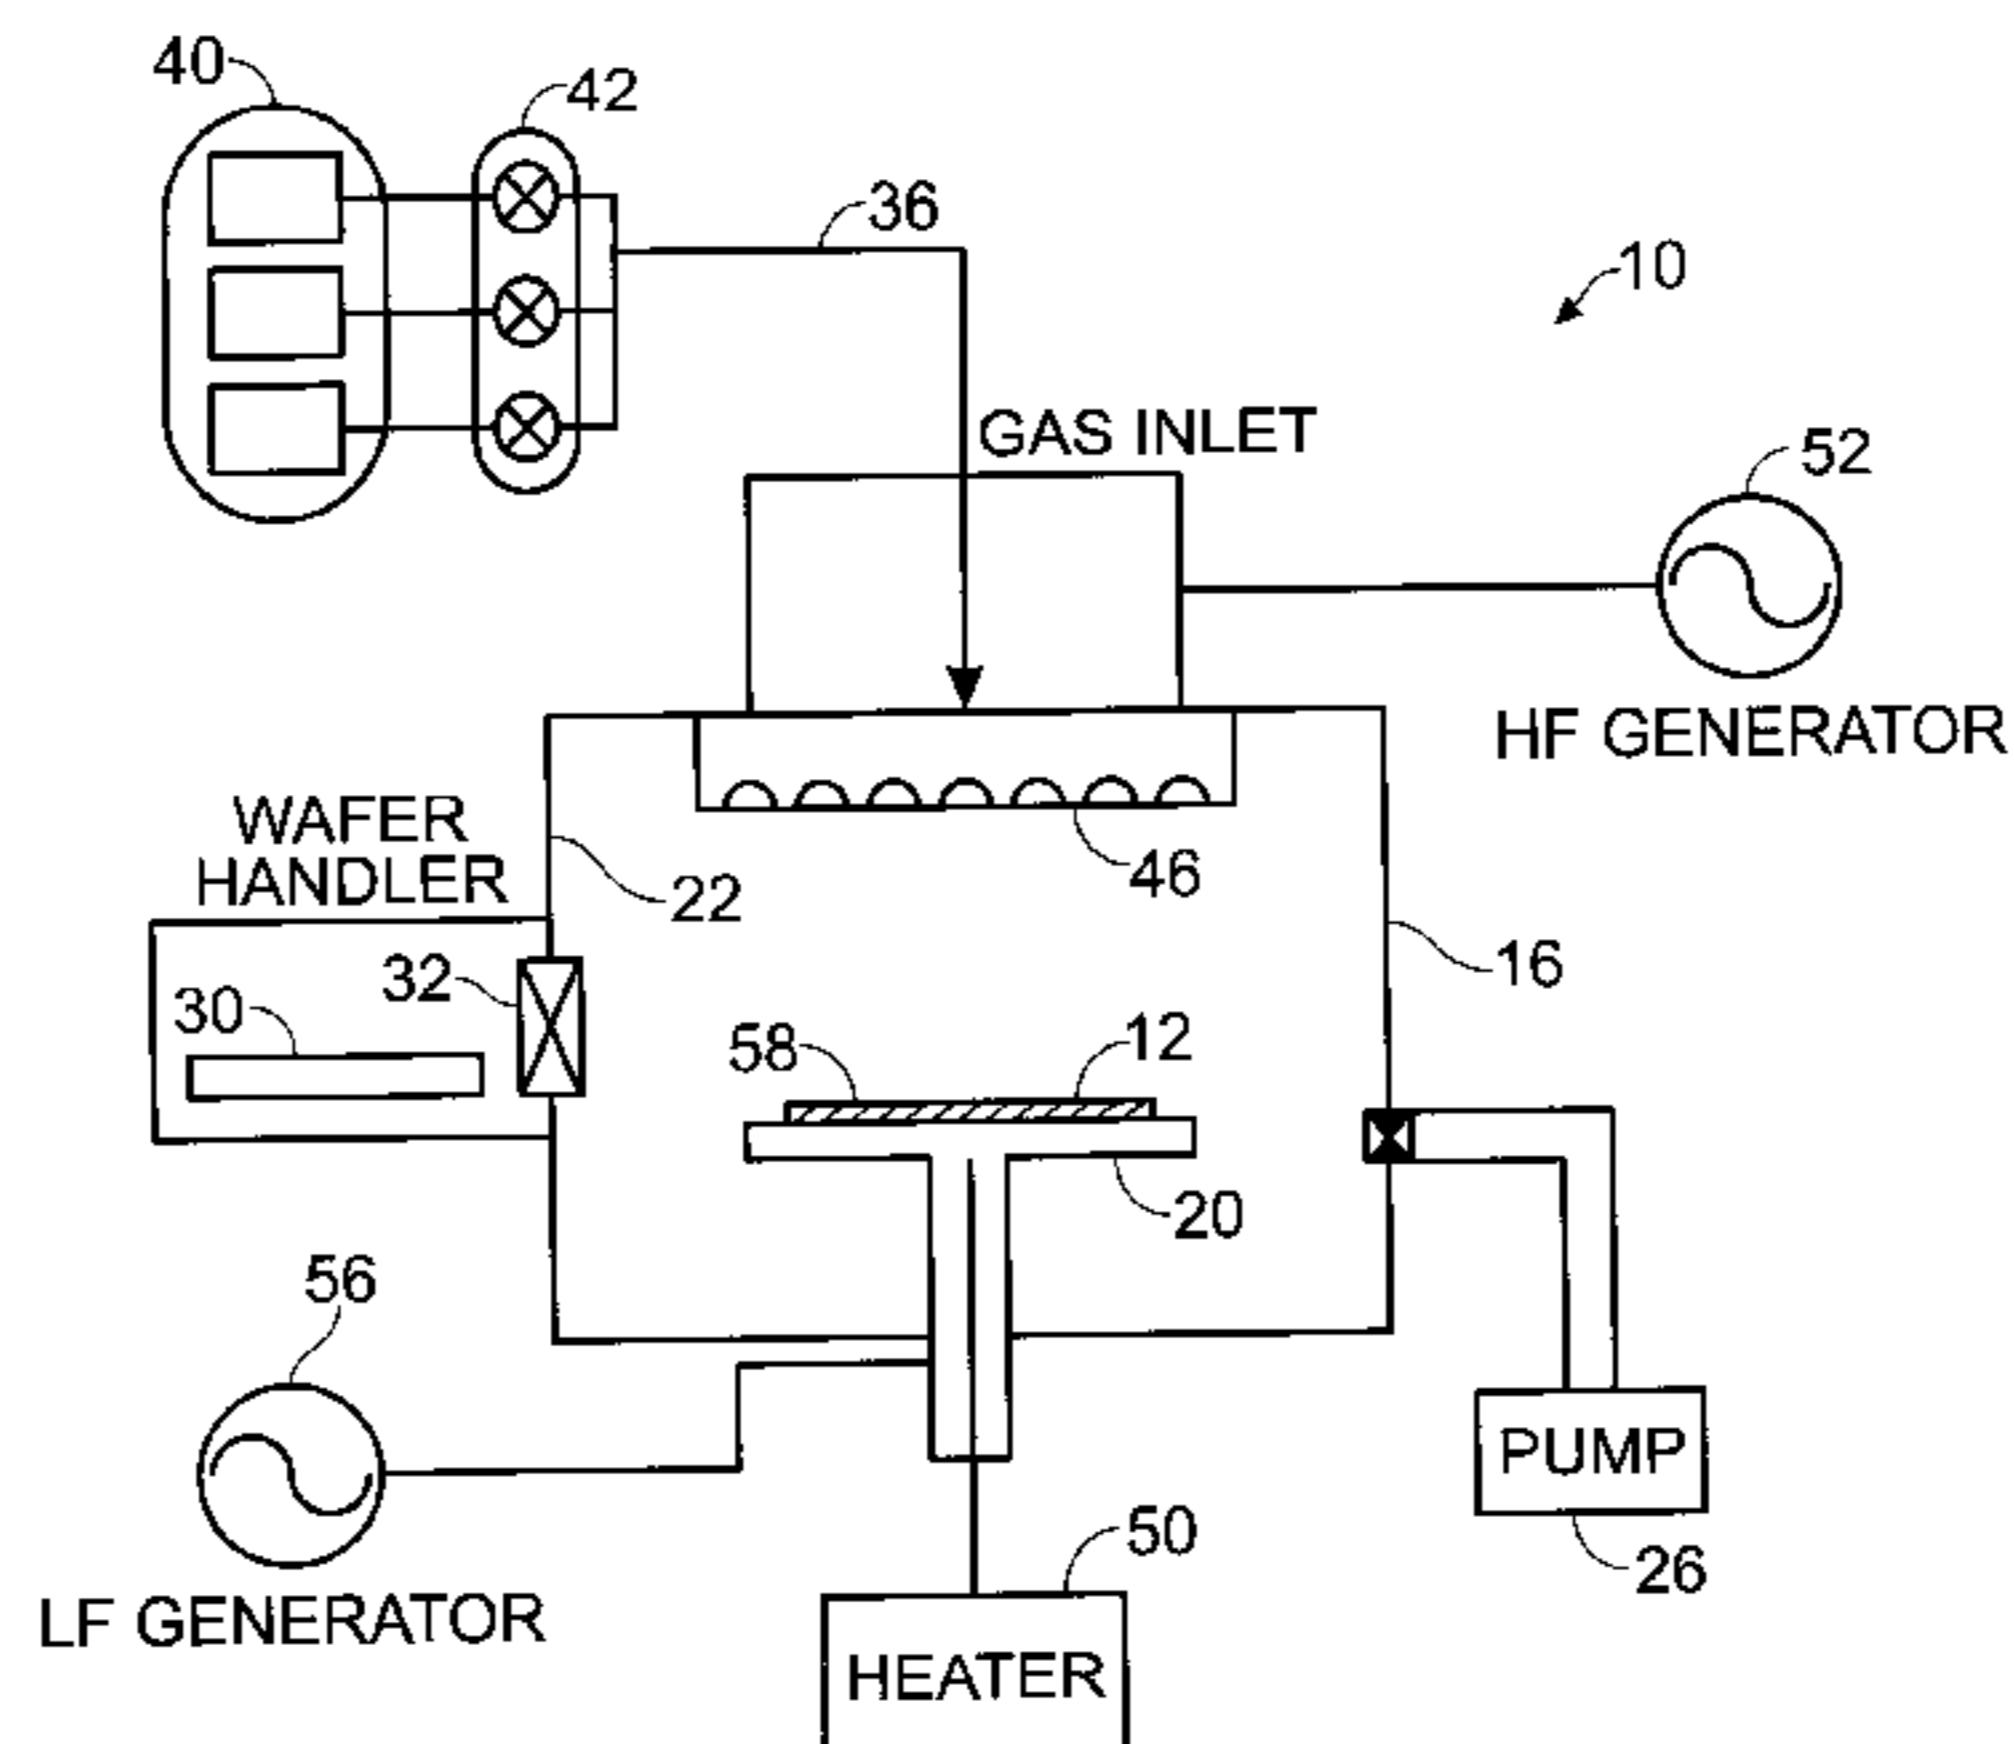 40
42
36
10
GAS INLET
52
HF GENERATOR
WAFER
HANDLER
46
22
32
16
30
58
12
20
56
PUMP
50
26
LF GENERATOR
HEATER